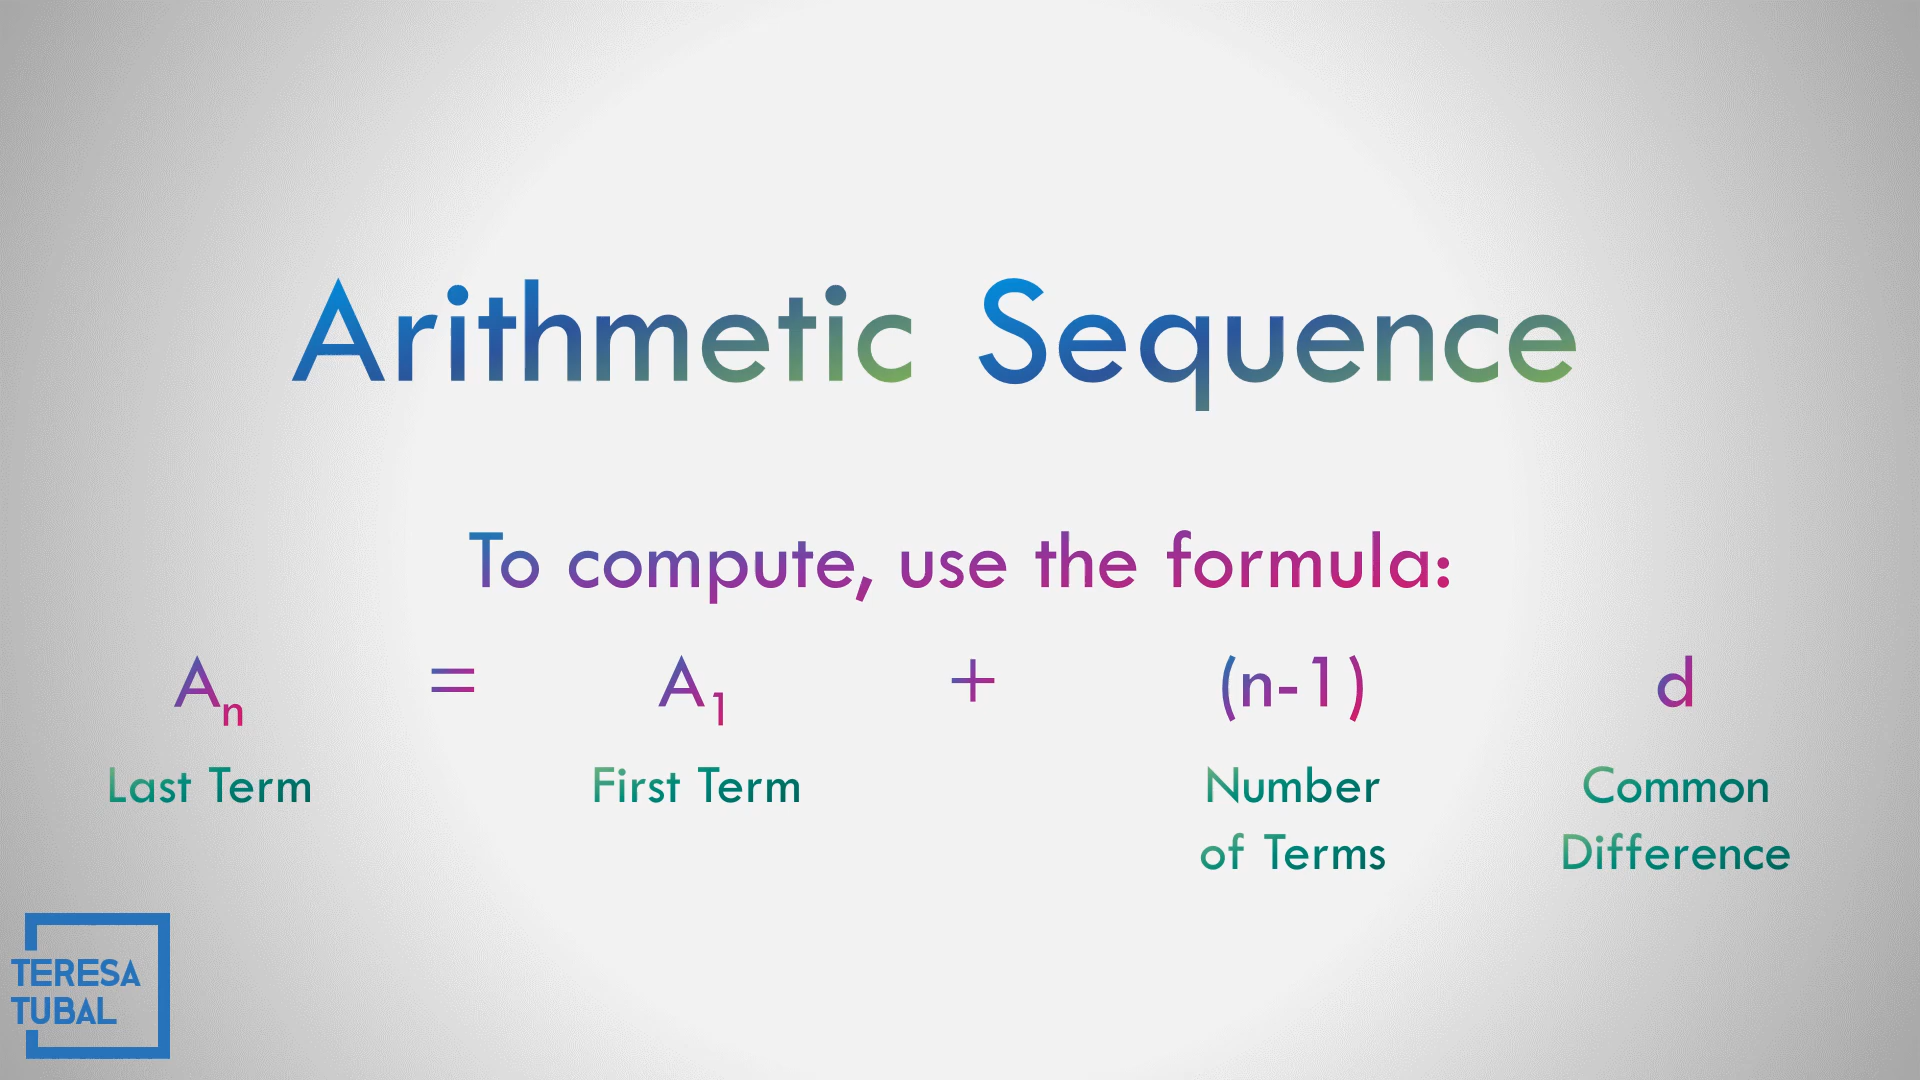 Arithmetic Sequence
To compute, use the formula:
Aₙ = A₁ + (n-1) d
Last Term First Term Number of Terms Common Difference
TERESA
TUBAL